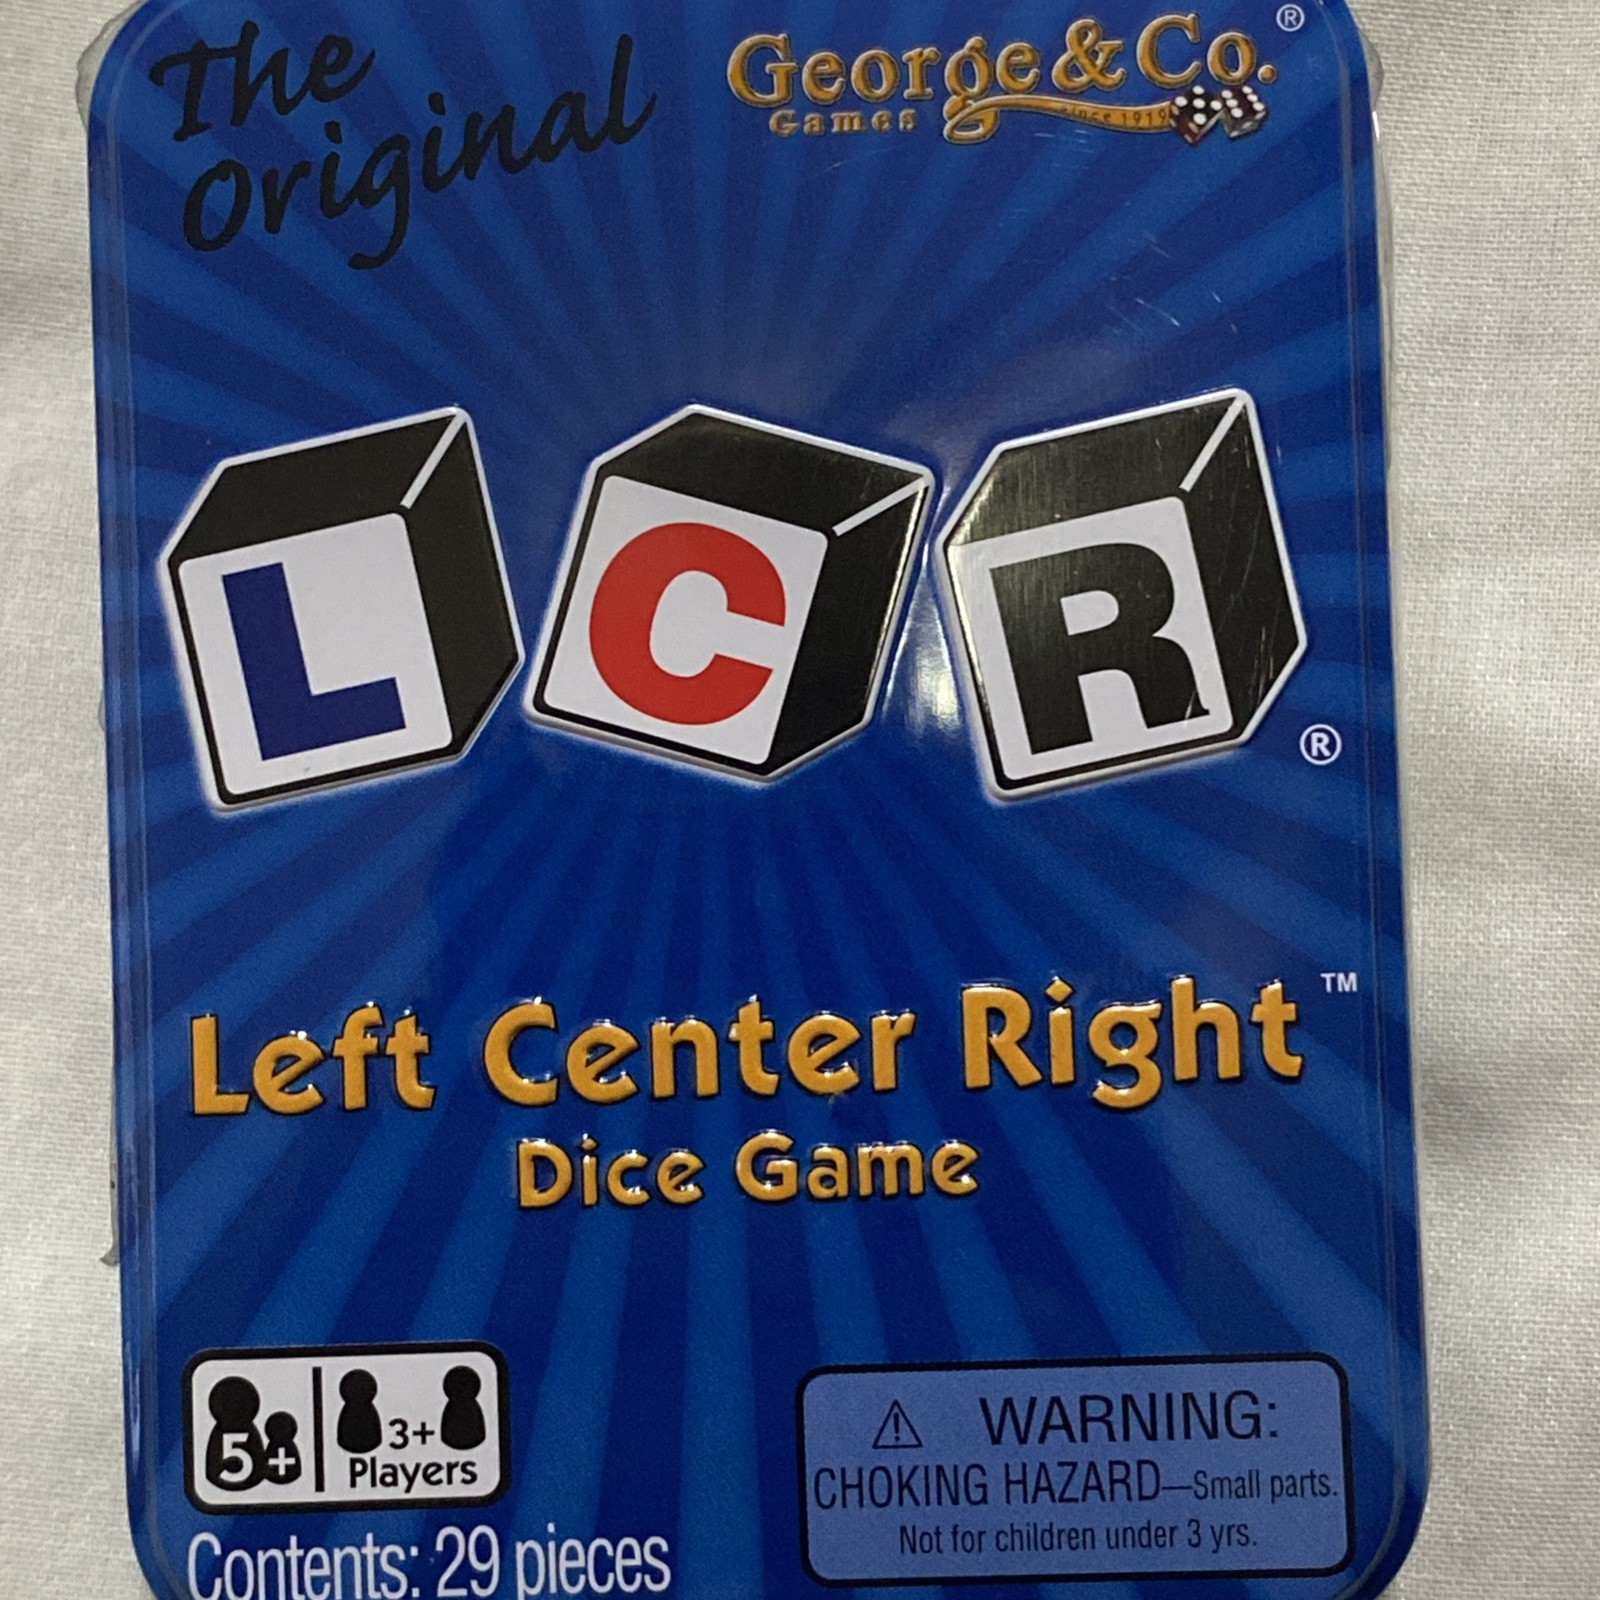 The
Original
George & Co.®
Games
since 1919
L C R®
Left Center Right™
Dice Game
5+
3+
Players
WARNING:
CHOKING HAZARD—Small parts.
Not for children under 3 yrs.
Contents: 29 pieces